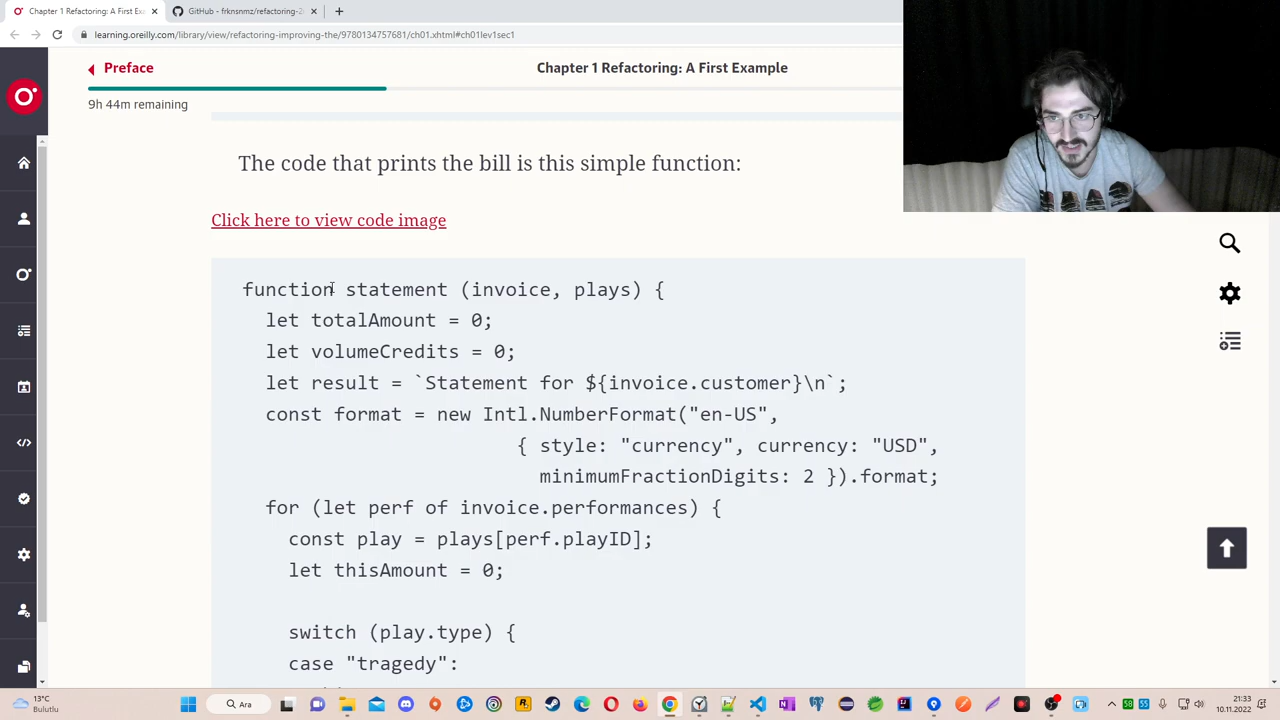 Chapter 1 Refactoring: A First Ex
GitHub - frknsnmz/refactoring-2
learning.oreilly.com/library/view/refactoring-improving-the/9780134757681/ch01.xhtml#ch01lev1sec1
Preface
Chapter 1 Refactoring: A First Example
9h 44m remaining
The code that prints the bill is this simple function:
Click here to view code image
function statement (invoice, plays) {
let totalAmount = 0;
let volumeCredits = 0;
let result = `Statement for ${invoice.customer}\n`;
const format = new Intl.NumberFormat("en-US",
{ style: "currency", currency: "USD",
minimumFractionDigits: 2 }).format;
for (let perf of invoice.performances) {
const play = plays[perf.playID];
let thisAmount = 0;
switch (play.type) {
case "tragedy":
13°C
Bulutlu
Ara
58
55
21:33
10.11.2022